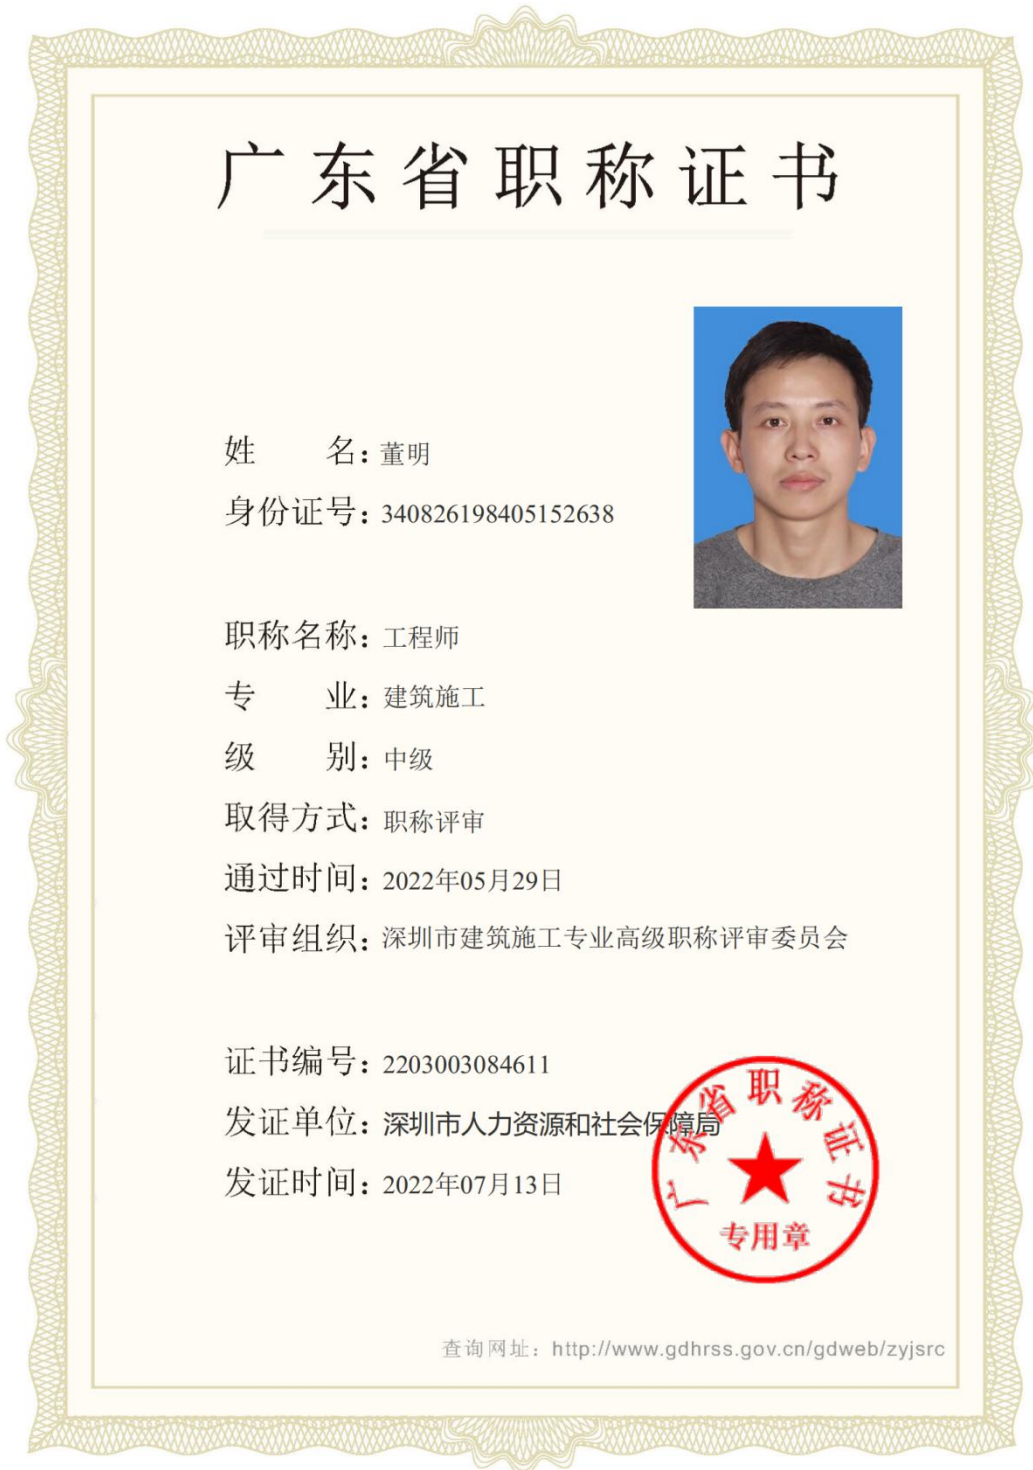 广东省职称证书
姓　　名：董明
身份证号：340826198405152638
职称名称：工程师
专　　业：建筑施工
级　　别：中级
取得方式：职称评审
通过时间：2022年05月29日
评审组织：深圳市建筑施工专业高级职称评审委员会
证书编号：2203003084611
发证单位：深圳市人力资源和社会保障局
发证时间：2022年07月13日
广东省职称证书
专用章
查询网址：http://www.gdhrss.gov.cn/gdweb/zyjsrc